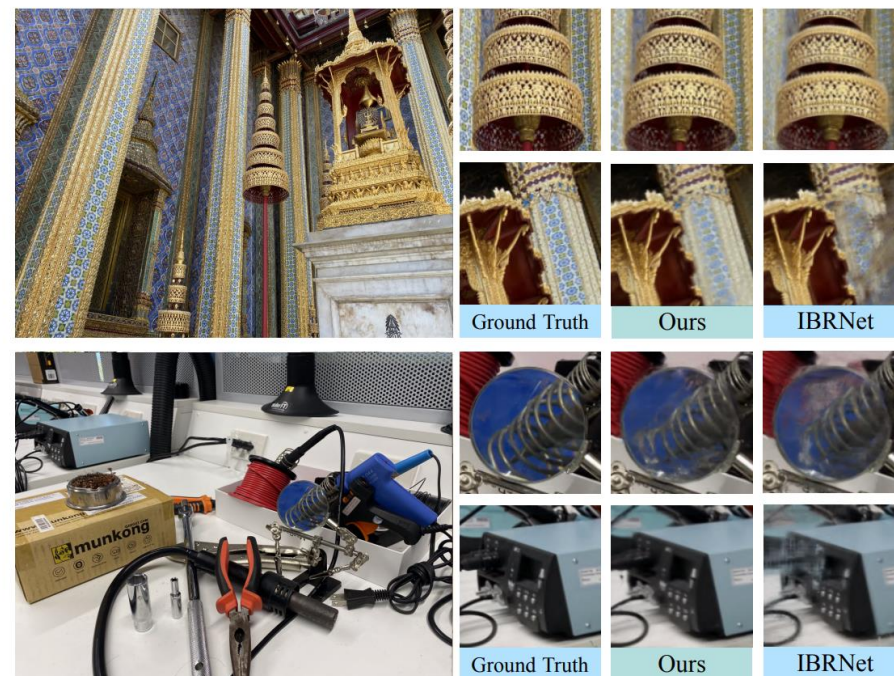 Ground Truth
Ours
IBRNet
munkong
Ground Truth
Ours
IBRNet